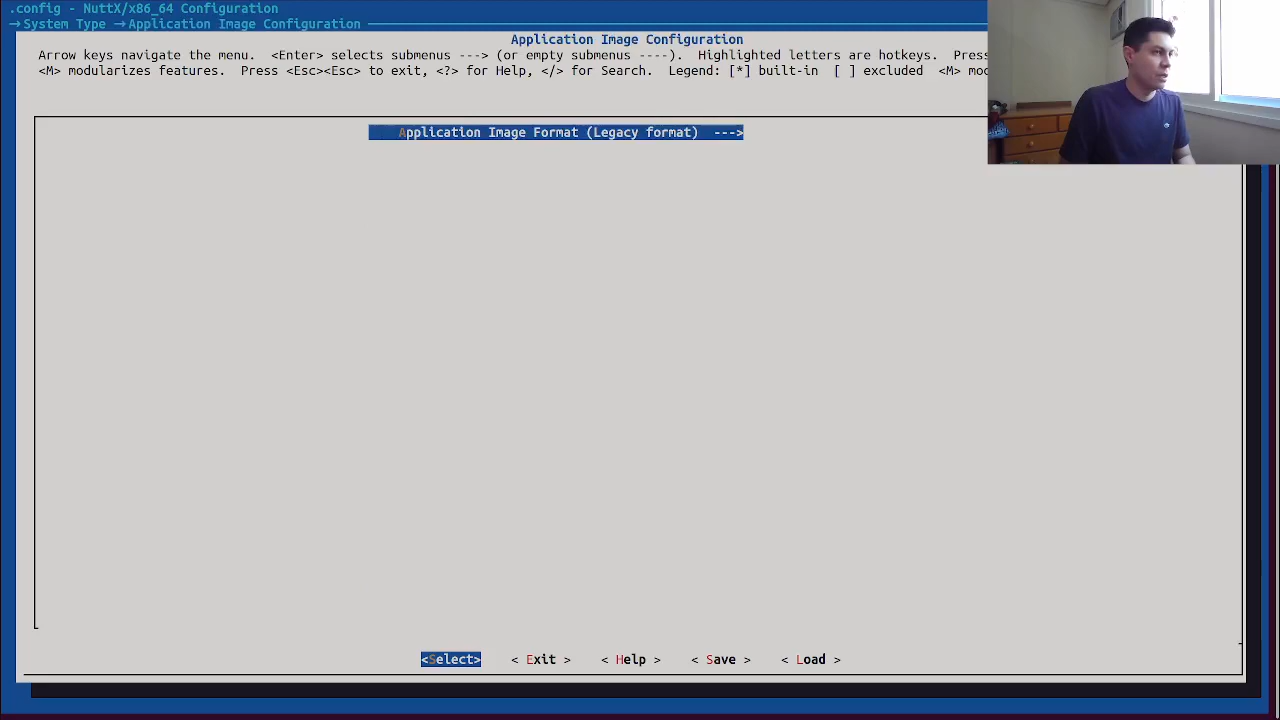 .config - NuttX/x86_64 Configuration
→System Type →Application Image Configuration
Application Image Configuration
Arrow keys navigate the menu.  <Enter> selects submenus ---> (or empty submenus ----).  Highlighted letters are hotkeys.  Press
<M> modularizes features.  Press <Esc><Esc> to exit, <?> for Help, </> for Search.  Legend: [*] built-in  [ ] excluded  <M> mo
Application Image Format (Legacy format)  --->
<Select>    < Exit >    < Help >    < Save >    < Load >